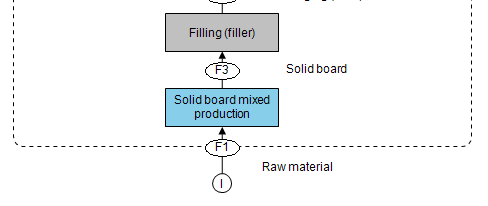 Filling (filler)
F3
Solid board
Solid board mixed
production
F1
Raw material
I